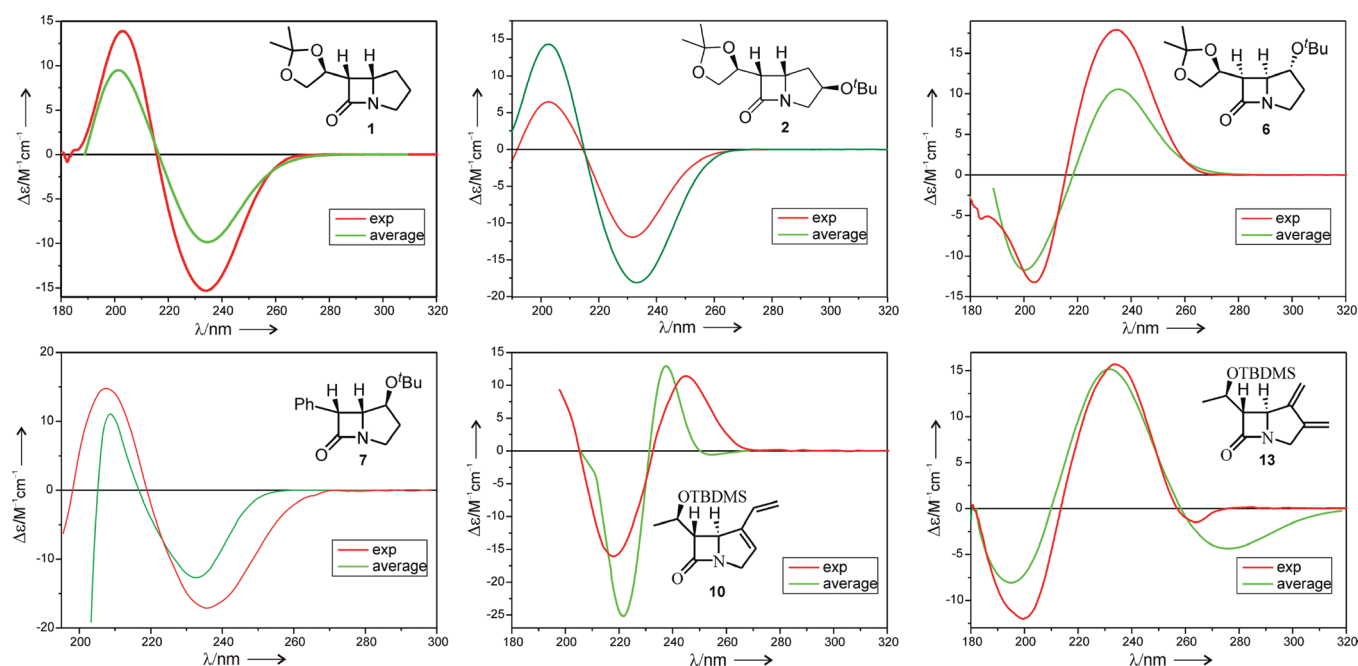 15
10
5
0
-5
-10
-15
180 200 220 240 260 280 300 320
Δε/M⁻¹cm⁻¹
λ/nm
O
O
H H
N
O
1
exp
average
20
15
10
5
0
-5
-10
-15
-20
200 220 240 260 280 300 320
Δε/M⁻¹cm⁻¹
λ/nm
O
O
H H
N
O
OᵗBu
2
exp
average
15
10
5
0
-5
-10
-15
180 200 220 240 260 280 300 320
Δε/M⁻¹cm⁻¹
λ/nm
OᵗBu
O
O
H H
N
O
6
exp
average
20
10
0
-10
-20
200 220 240 260 280 300
Δε/M⁻¹cm⁻¹
λ/nm
OᵗBu
H H
Ph
N
O
7
exp
average
15
10
5
0
-5
-10
-15
-20
-25
180 200 220 240 260 280 300 320
Δε/M⁻¹cm⁻¹
λ/nm
OTBDMS
H H
N
O
10
exp
average
15
10
5
0
-5
-10
180 200 220 240 260 280 300 320
Δε/M⁻¹cm⁻¹
λ/nm
OTBDMS
H H
N
O
13
exp
average